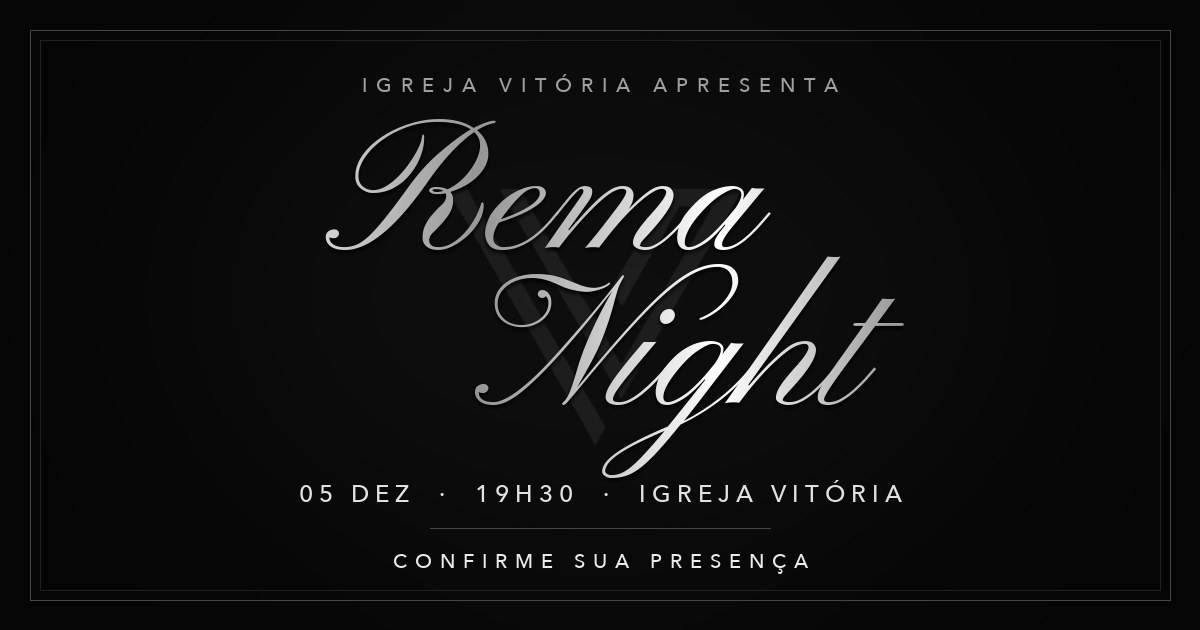 IGREJA VITÓRIA APRESENTA
Rema
Night
05 DEZ · 19H30 · IGREJA VITÓRIA
CONFIRME SUA PRESENÇA